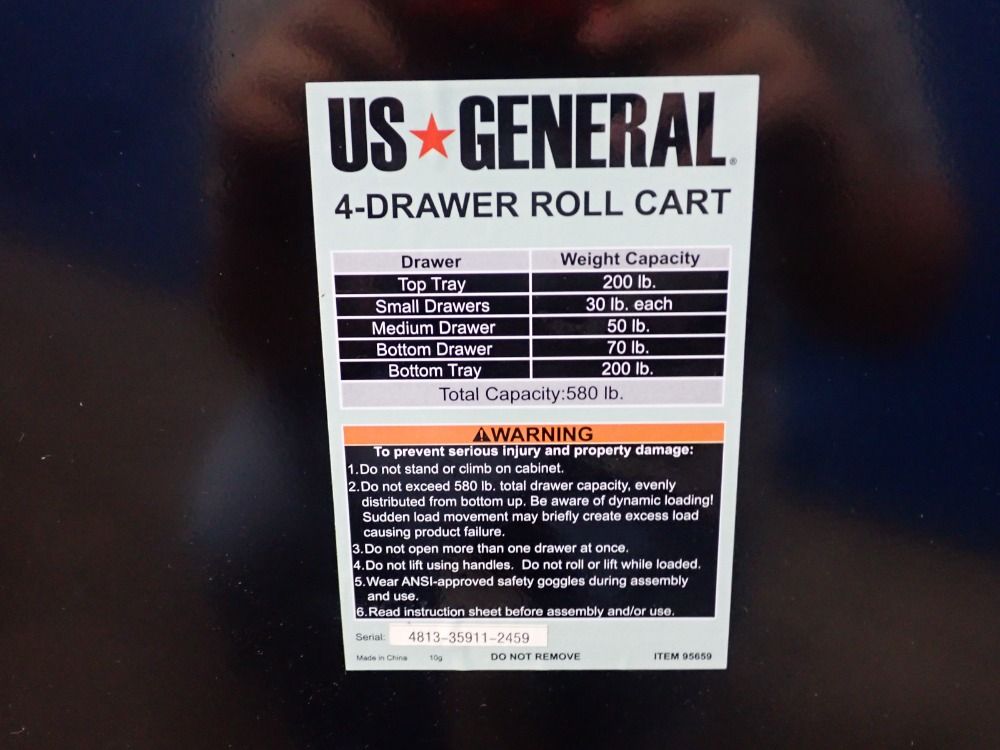 US★GENERAL®
4-DRAWER ROLL CART
Drawer Weight Capacity
Top Tray 200 lb.
Small Drawers 30 lb. each
Medium Drawer 50 lb.
Bottom Drawer 70 lb.
Bottom Tray 200 lb.
Total Capacity:580 lb.
⚠WARNING
To prevent serious injury and property damage:
1.Do not stand or climb on cabinet.
2.Do not exceed 580 lb. total drawer capacity, evenly
distributed from bottom up. Be aware of dynamic loading!
Sudden load movement may briefly create excess load
causing product failure.
3.Do not open more than one drawer at once.
4.Do not lift using handles. Do not roll or lift while loaded.
5.Wear ANSI-approved safety goggles during assembly
and use.
6.Read instruction sheet before assembly and/or use.
Serial: 4813-35911-2459
Made in China 10g DO NOT REMOVE ITEM 95659